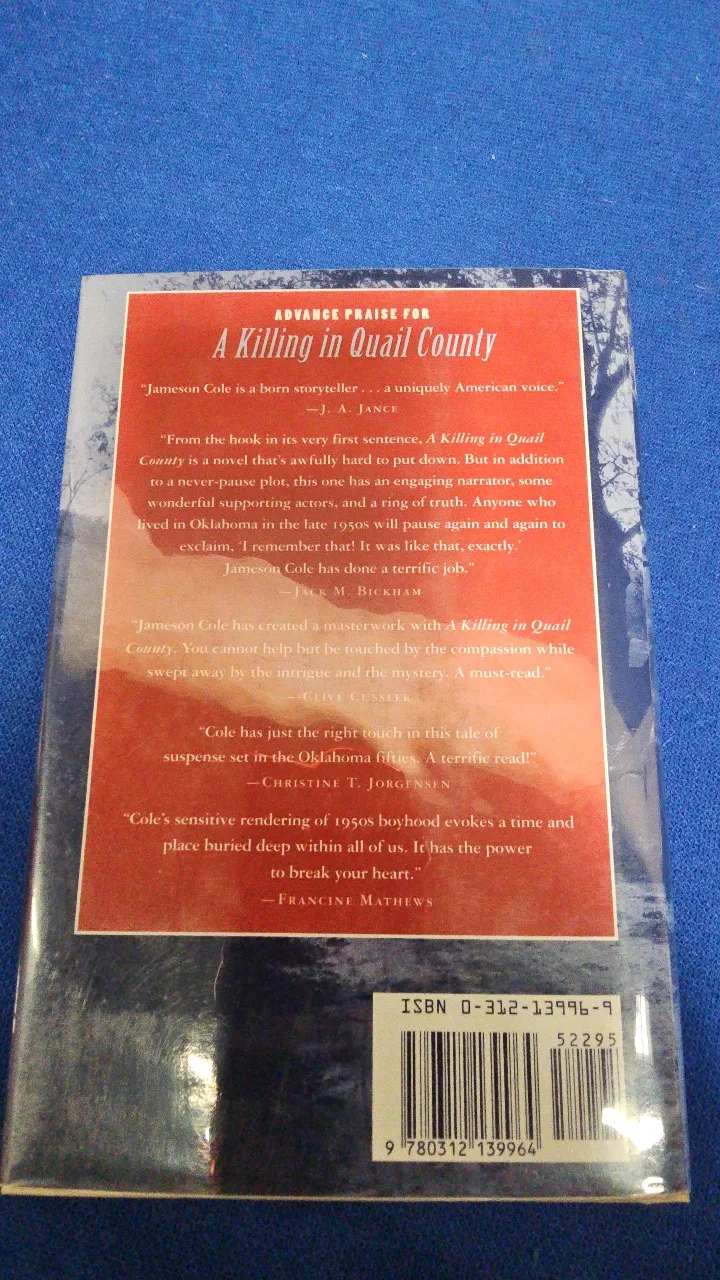 ADVANCE PRAISE FOR
A Killing in Quail County
“Jameson Cole is a born storyteller . . . a uniquely American voice.”
—J. A. JANCE
“From the hook in its very first sentence, A Killing in Quail
County is a novel that’s awfully hard to put down. But in addition
to a never-pause plot, this one has an engaging narrator, some
wonderful supporting actors, and a ring of truth. Anyone who
lived in Oklahoma in the late 1950s will pause again and again to
exclaim, ‘I remember that! It was like that, exactly.’
Jameson Cole has done a terrific job.”
—JACK M. BICKHAM
“Jameson Cole has created a masterwork with A Killing in Quail
County. You cannot help but be touched by the compassion while
swept away by the intrigue and the mystery. A must-read.”
—CLIVE CUSSLER
“Cole has just the right touch in this tale of
suspense set in the Oklahoma fifties. A terrific read!”
—CHRISTINE T. JORGENSEN
“Cole’s sensitive rendering of 1950s boyhood evokes a time and
place buried deep within all of us. It has the power
to break your heart.”
—FRANCINE MATHEWS
ISBN 0-312-13996-9
52295
9 780312 139964